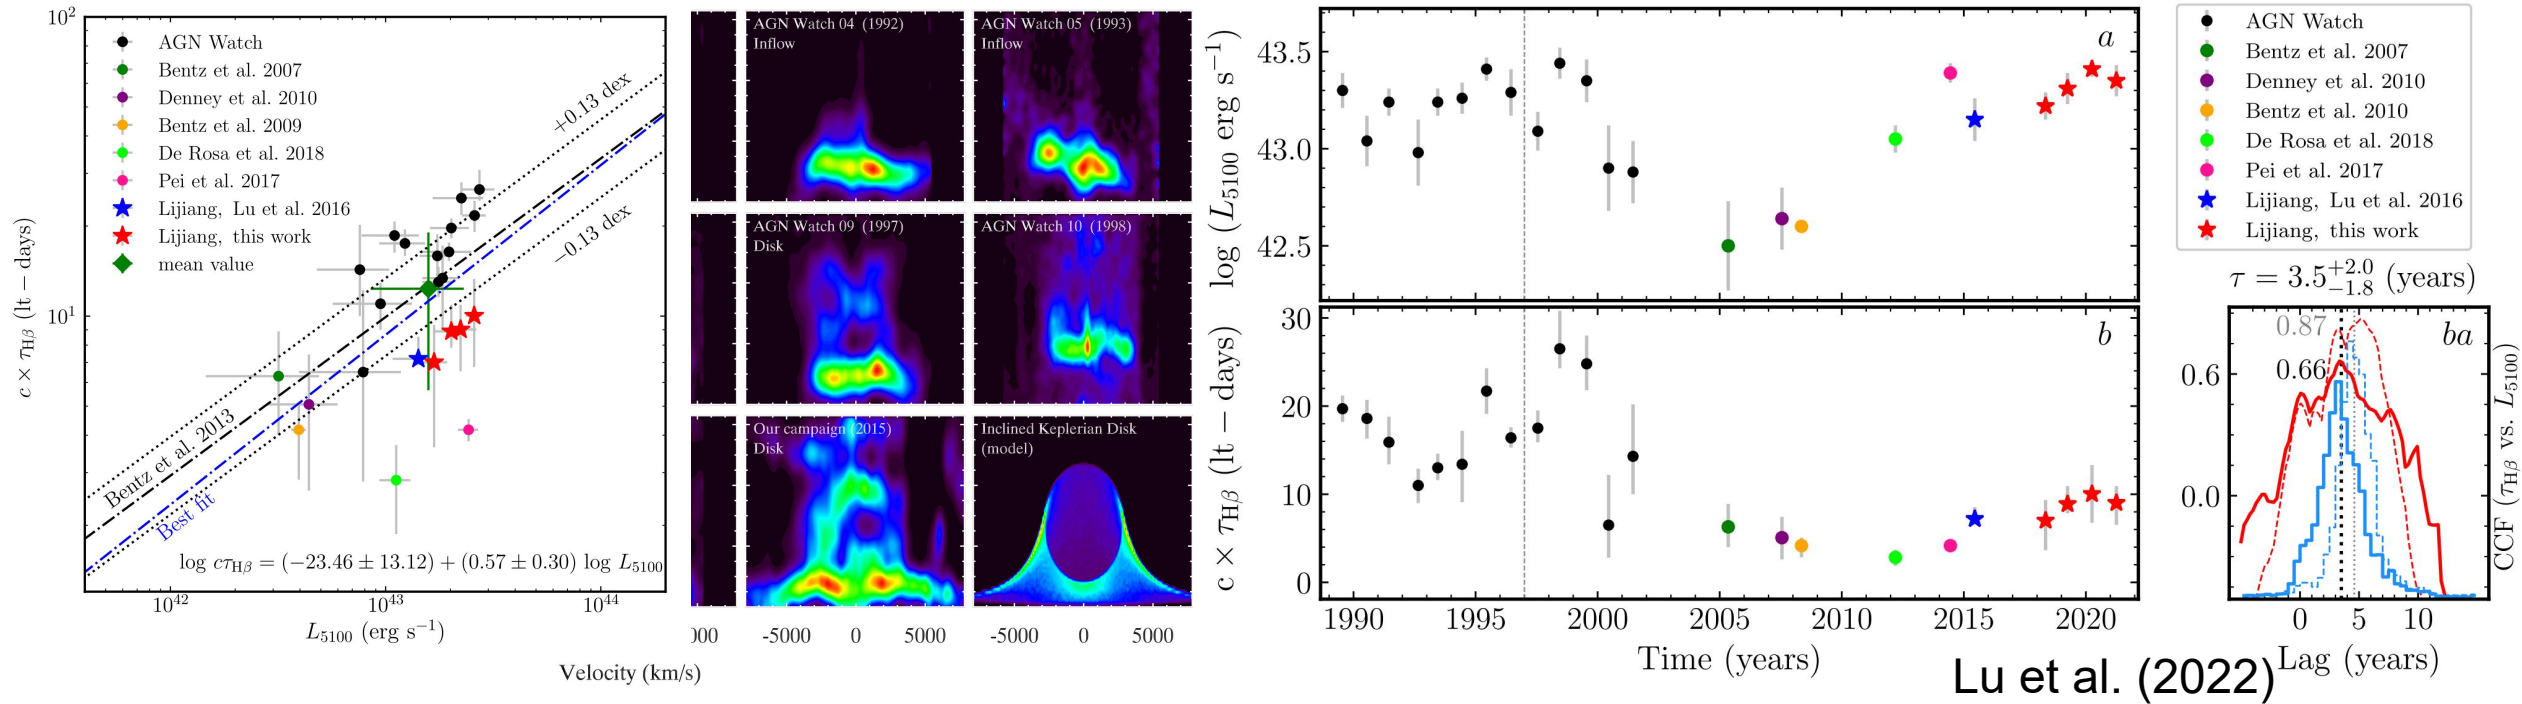 10²
10¹
c × τHβ (lt − days)
AGN Watch
Bentz et al. 2007
Denney et al. 2010
Bentz et al. 2009
De Rosa et al. 2018
Pei et al. 2017
Lijiang, Lu et al. 2016
Lijiang, this work
mean value
+0.13 dex
−0.13 dex
Bentz et al. 2013
Best fit
log cτHβ = (−23.46 ± 13.12) + (0.57 ± 0.30) log L5100
10⁴² 10⁴³ 10⁴⁴
L5100 (erg s⁻¹)
AGN Watch 04 (1992)
Inflow
AGN Watch 05 (1993)
Inflow
AGN Watch 09 (1997)
Disk
AGN Watch 10 (1998)
Our campaign (2015)
Disk
Inclined Keplerian Disk
(model)
000 -5000 0 5000 -5000 0 5000
Velocity (km/s)
log (L5100 erg s⁻¹)
43.5
43.0
42.5
a
c × τHβ (lt − days)
30
20
10
0
b
1990 1995 2000 2005 2010 2015 2020
Time (years)
AGN Watch
Bentz et al. 2007
Denney et al. 2010
Bentz et al. 2010
De Rosa et al. 2018
Pei et al. 2017
Lijiang, Lu et al. 2016
Lijiang, this work
τ = 3.5+2.0−1.8 (years)
0.87
0.66
ba
0.6
0.0
CCF (τHβ vs. L5100)
0 5 10
Lag (years)
Lu et al. (2022)